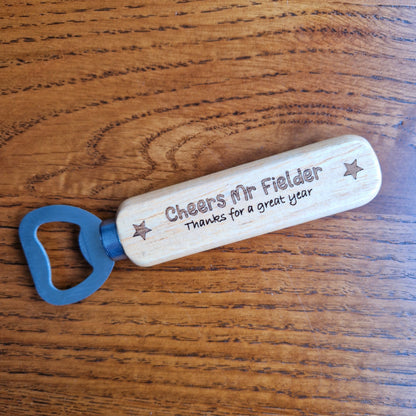 Cheers Mr Fielder
Thanks for a great year